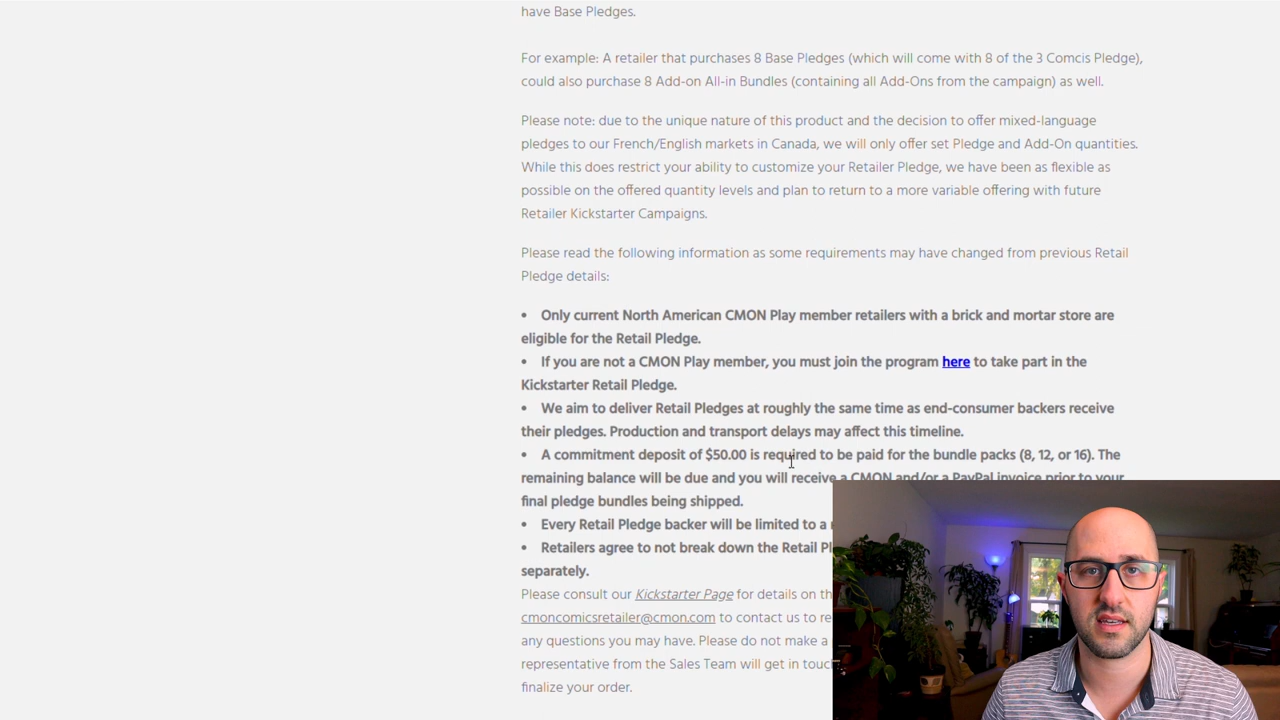 have Base Pledges.
For example: A retailer that purchases 8 Base Pledges (which will come with 8 of the 3 Comcis Pledge),
could also purchase 8 Add-on All-in Bundles (containing all Add-Ons from the campaign) as well.
Please note: due to the unique nature of this product and the decision to offer mixed-language
pledges to our French/English markets in Canada, we will only offer set Pledge and Add-On quantities.
While this does restrict your ability to customize your Retailer Pledge, we have been as flexible as
possible on the offered quantity levels and plan to return to a more variable offering with future
Retailer Kickstarter Campaigns.
Please read the following information as some requirements may have changed from previous Retail
Pledge details:
• Only current North American CMON Play member retailers with a brick and mortar store are
eligible for the Retail Pledge.
• If you are not a CMON Play member, you must join the program here to take part in the
Kickstarter Retail Pledge.
• We aim to deliver Retail Pledges at roughly the same time as end-consumer backers receive
their pledges. Production and transport delays may affect this timeline.
• A commitment deposit of $50.00 is required to be paid for the bundle packs (8, 12, or 16). The
remaining balance will be due and you will receive a CMON and/or a PayPal invoice prior to your
final pledge bundles being shipped.
• Every Retail Pledge backer will be limited to a
• Retailers agree to not break down the Retail
separately.
Please consult our Kickstarter Page for details on
cmoncomicsretailer@cmon.com to contact us to
any questions you may have. Please do not make a
representative from the Sales Team will get in
finalize your order.